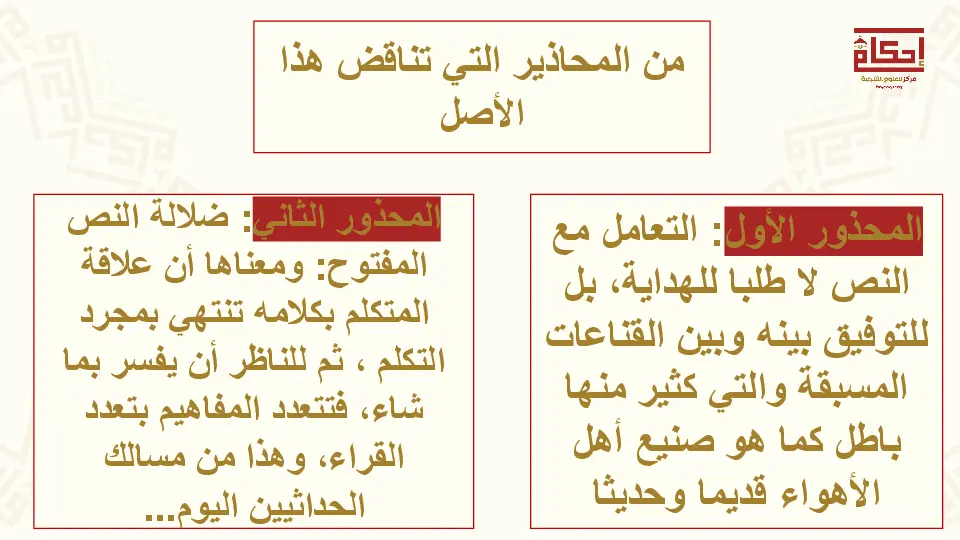 إحكام
مركز للعلوم الشرعية
من المحاذير التي تناقض هذا
الأصل
المحذور الأول: التعامل مع
النص لا طلبا للهداية، بل
للتوفيق بينه وبين القناعات
المسبقة والتي كثير منها
باطل كما هو صنيع أهل
الأهواء قديما وحديثا
المحذور الثاني: ضلالة النص
المفتوح: ومعناها أن علاقة
المتكلم بكلامه تنتهي بمجرد
التكلم ، ثم للناظر أن يفسر بما
شاء، فتتعدد المفاهيم بتعدد
القراء، وهذا من مسالك
الحداثيين اليوم...